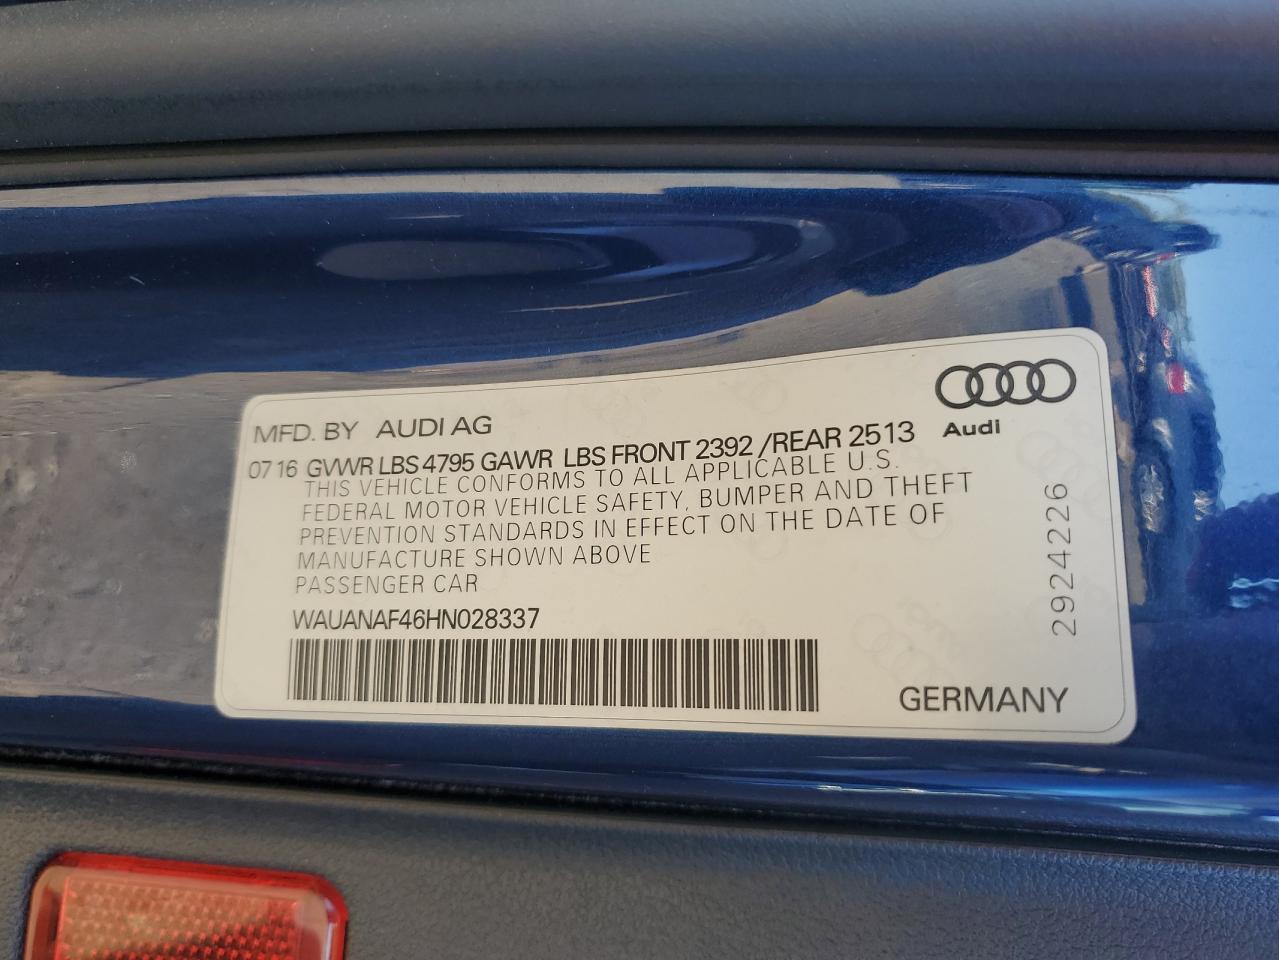 MFD. BY AUDI AG
Audi
07 16 GVWR LBS 4795 GAWR LBS FRONT 2392 /REAR 2513
THIS VEHICLE CONFORMS TO ALL APPLICABLE U.S.
FEDERAL MOTOR VEHICLE SAFETY, BUMPER AND THEFT
PREVENTION STANDARDS IN EFFECT ON THE DATE OF
MANUFACTURE SHOWN ABOVE
PASSENGER CAR
WAUANAF46HN028337
2924226
GERMANY